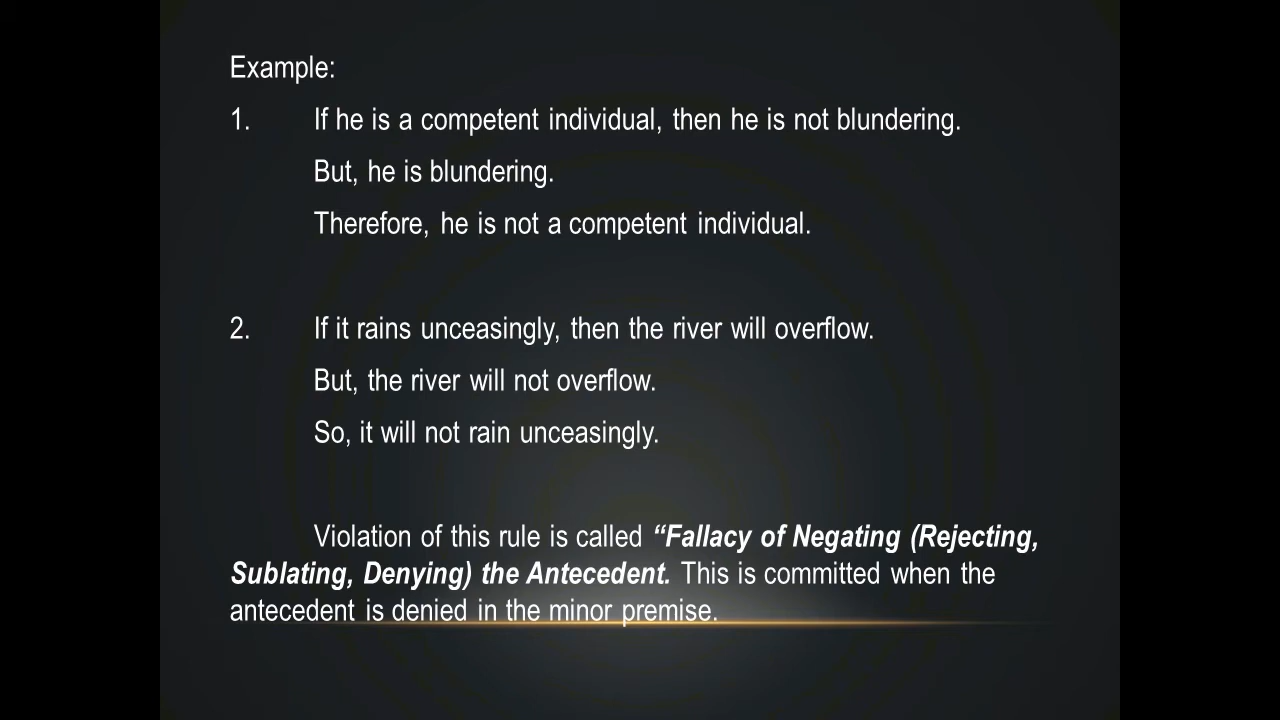 Example:
1. If he is a competent individual, then he is not blundering.
But, he is blundering.
Therefore, he is not a competent individual.
2. If it rains unceasingly, then the river will overflow.
But, the river will not overflow.
So, it will not rain unceasingly.
Violation of this rule is called “Fallacy of Negating (Rejecting,
Sublating, Denying) the Antecedent. This is committed when the
antecedent is denied in the minor premise.